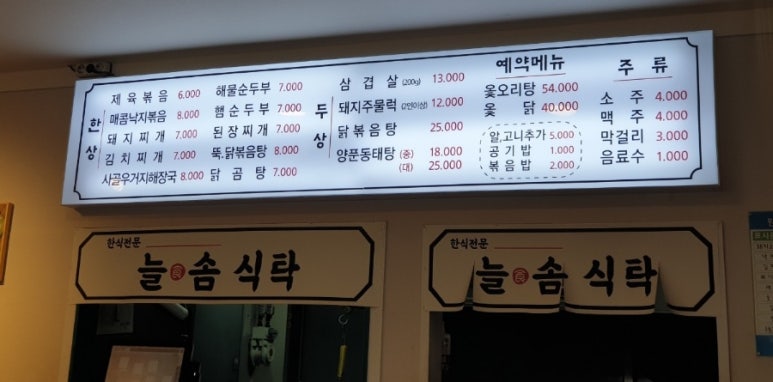 한상
제육볶음 6.000
매콤낙지볶음 8.000
돼지찌개 7.000
김치찌개 7.000
사골우거지해장국 8.000
해물순두부 7.000
햄순두부 7.000
된장찌개 7.000
뚝.닭볶음탕 8.000
닭곰탕 7.000
두상
삼겹살 (200g) 13.000
돼지주물럭 (2인이상) 12.000
닭볶음탕 25.000
양푼동태탕 (중) 18.000
(대) 25.000
예약메뉴
옻오리탕 54.000
옻닭 40.000
알,고니추가 5.000
공기밥 1.000
볶음밥 2.000
주류
소주 4.000
맥주 4.000
막걸리 3.000
음료수 1.000
한식전문
늘 食 솜 식탁
한식전문
늘 食 솜 식탁